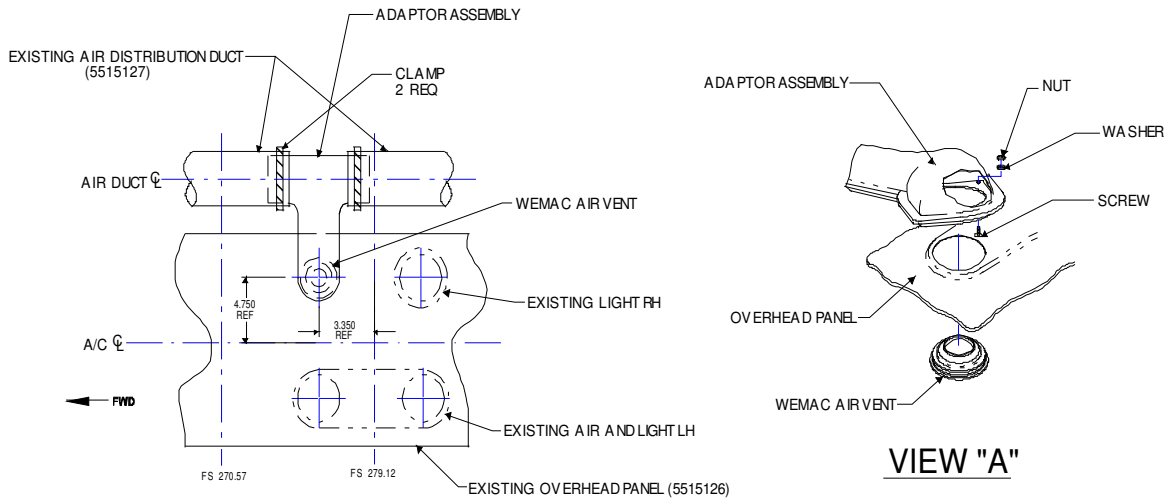 ADAPTOR ASSEMBLY
EXISTING AIR DISTRIBUTION DUCT
(5515127)
CLAMP
2 REQ
AIR DUCT ℄
WEMAC AIR VENT
4.750
REF
3.350
REF
EXISTING LIGHT RH
A/C ℄
FWD
EXISTING AIR AND LIGHT LH
FS 270.57
FS 279.12
EXISTING OVERHEAD PANEL (5515126)
ADAPTOR ASSEMBLY
NUT
WASHER
SCREW
OVERHEAD PANEL
WEMAC AIR VENT
VIEW "A"